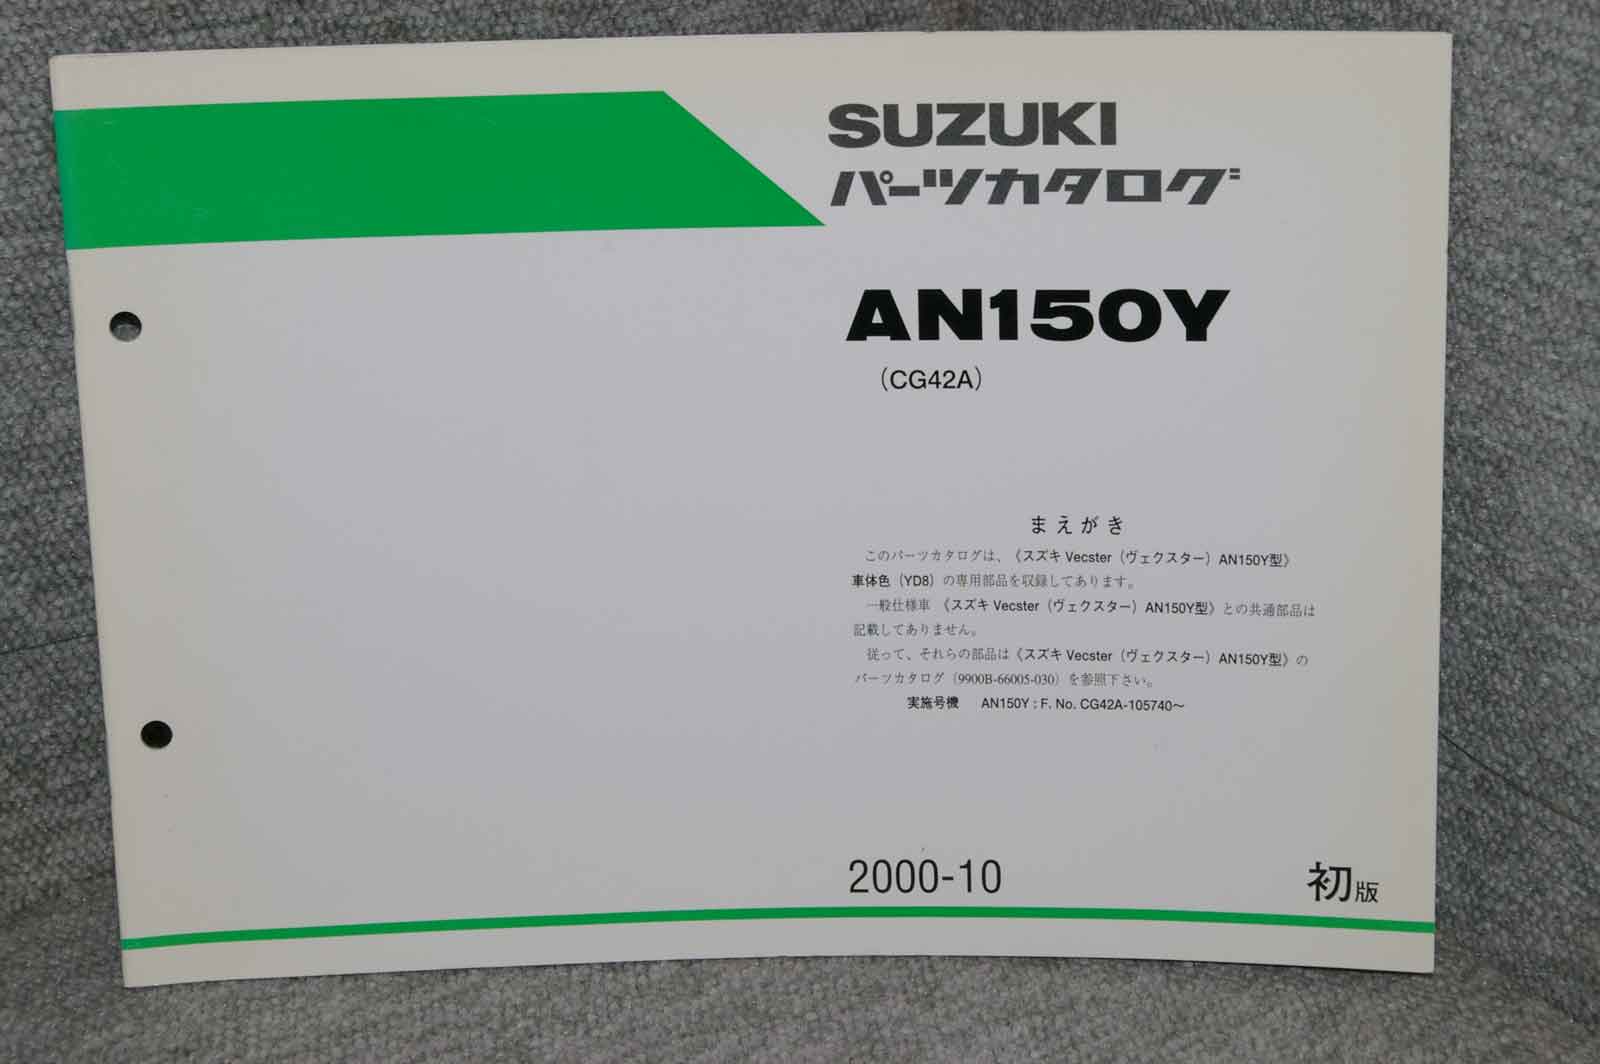 SUZUKI
パーツカタログ
AN150Y
(CG42A)
まえがき
このパーツカタログは、《スズキ Vecster（ヴェクスター）AN150Y型》
車体色（YD8）の専用部品を収録してあります。
一般仕様車 《スズキ Vecster（ヴェクスター）AN150Y型》との共通部品は
記載してありません。
従って、それらの部品は《スズキ Vecster（ヴェクスター）AN150Y型》の
パーツカタログ（9900B-66005-030）を参照下さい。
実施号機 AN150Y : F. No. CG42A-105740〜
2000-10
初版